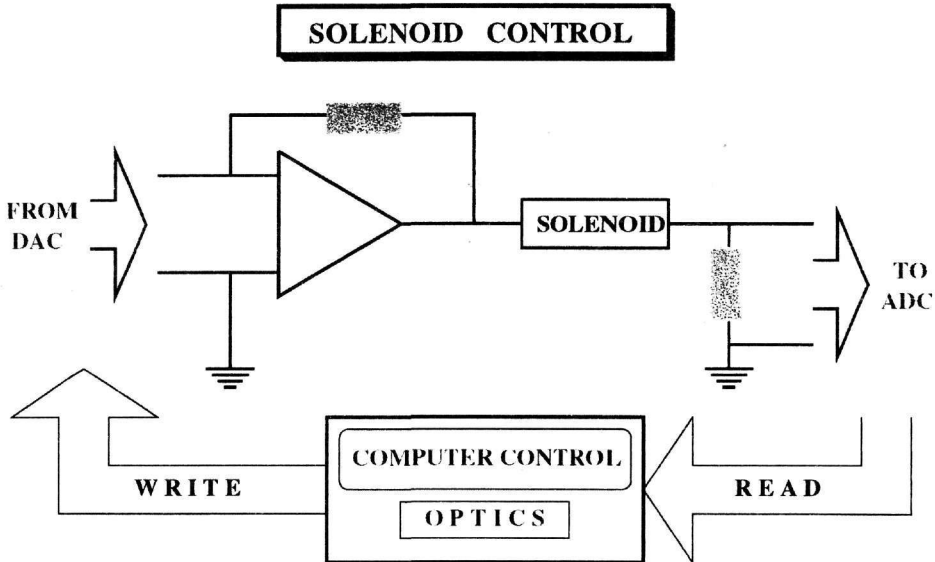 SOLENOID CONTROL
FROM
DAC
SOLENOID
TO
ADC
COMPUTER CONTROL
WRITE
READ
OPTICS